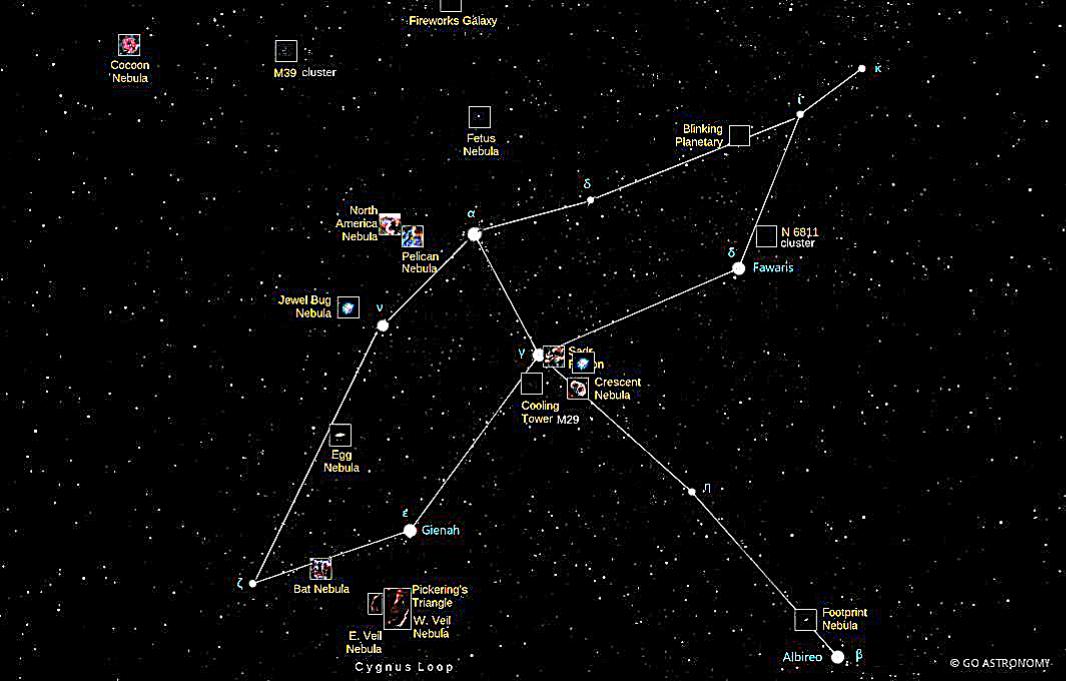 Fireworks Galaxy
Cocoon
Nebula
M39 cluster
κ
ί
Blinking
Planetary
Fetus
Nebula
δ
North
America
Nebula
α
Pelican
Nebula
N 6811
cluster
δ
Fawaris
Jewel Bug
Nebula
ν
γ
Sadr
Crescent
Nebula
Cooling
Tower M29
Egg
Nebula
η
έ
Gienah
ζ
Bat Nebula
Pickering's
Triangle
W. Veil
Nebula
E. Veil
Nebula
Cygnus Loop
Footprint
Nebula
Albireo
β
© GO ASTRONOMY